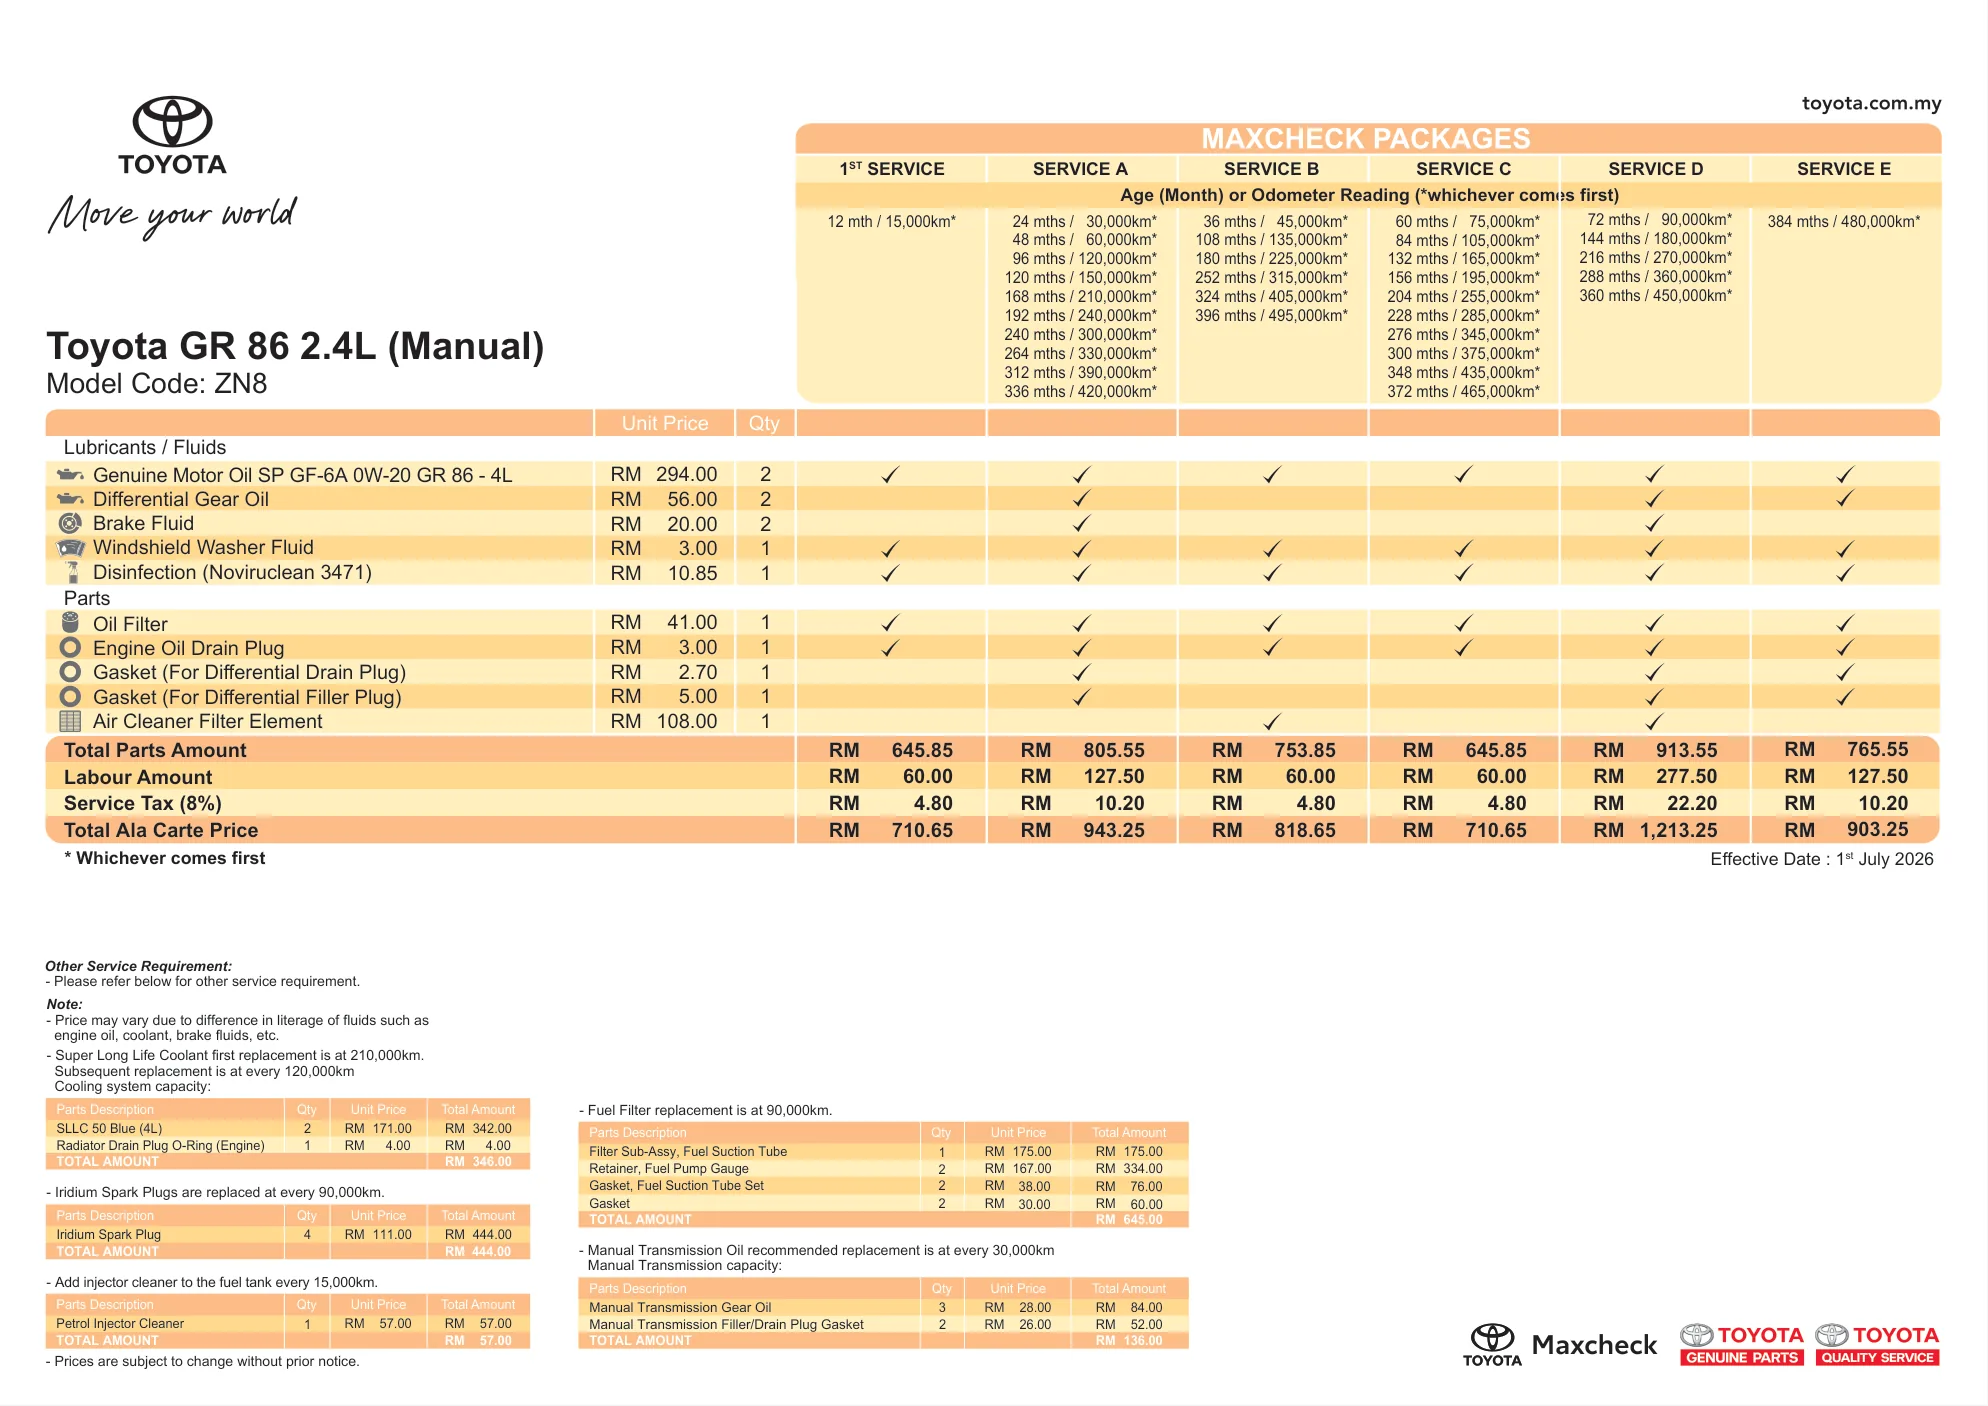 toyota.com.my
TOYOTA
Move your world
Toyota GR 86 2.4L (Manual)
Model Code: ZN8
MAXCHECK PACKAGES
1ST SERVICE SERVICE A SERVICE B SERVICE C SERVICE D SERVICE E
Age (Month) or Odometer Reading (*whichever comes first)
12 mth / 15,000km* 24 mths / 30,000km* 36 mths / 45,000km* 60 mths / 75,000km* 72 mths / 90,000km* 384 mths / 480,000km*
48 mths / 60,000km* 108 mths / 135,000km* 84 mths / 105,000km* 144 mths / 180,000km*
96 mths / 120,000km* 180 mths / 225,000km* 132 mths / 165,000km* 216 mths / 270,000km*
120 mths / 150,000km* 252 mths / 315,000km* 156 mths / 195,000km* 288 mths / 360,000km*
168 mths / 210,000km* 324 mths / 405,000km* 204 mths / 255,000km* 360 mths / 450,000km*
192 mths / 240,000km* 396 mths / 495,000km* 228 mths / 285,000km*
240 mths / 300,000km* 276 mths / 345,000km*
264 mths / 330,000km* 300 mths / 375,000km*
312 mths / 390,000km* 348 mths / 435,000km*
336 mths / 420,000km* 372 mths / 465,000km*
Unit Price Qty
Lubricants / Fluids
Genuine Motor Oil SP GF-6A 0W-20 GR 86 - 4L RM 294.00 2 ✓ ✓ ✓ ✓ ✓ ✓
Differential Gear Oil RM 56.00 2 ✓ ✓ ✓
Brake Fluid RM 20.00 2 ✓ ✓
Windshield Washer Fluid RM 3.00 1 ✓ ✓ ✓ ✓ ✓ ✓
Disinfection (Noviruclean 3471) RM 10.85 1 ✓ ✓ ✓ ✓ ✓ ✓
Parts
Oil Filter RM 41.00 1 ✓ ✓ ✓ ✓ ✓ ✓
Engine Oil Drain Plug RM 3.00 1 ✓ ✓ ✓ ✓ ✓ ✓
Gasket (For Differential Drain Plug) RM 2.70 1 ✓ ✓ ✓
Gasket (For Differential Filler Plug) RM 5.00 1 ✓ ✓ ✓
Air Cleaner Filter Element RM 108.00 1 ✓ ✓
Total Parts Amount RM 645.85 RM 805.55 RM 753.85 RM 645.85 RM 913.55 RM 765.55
Labour Amount RM 60.00 RM 127.50 RM 60.00 RM 60.00 RM 277.50 RM 127.50
Service Tax (8%) RM 4.80 RM 10.20 RM 4.80 RM 4.80 RM 22.20 RM 10.20
Total Ala Carte Price RM 710.65 RM 943.25 RM 818.65 RM 710.65 RM 1,213.25 RM 903.25
* Whichever comes first
Effective Date : 1st July 2026
Other Service Requirement:
- Please refer below for other service requirement.
Note:
- Price may vary due to difference in literage of fluids such as
engine oil, coolant, brake fluids, etc.
- Super Long Life Coolant first replacement is at 210,000km.
Subsequent replacement is at every 120,000km
Cooling system capacity:
Parts Description Qty Unit Price Total Amount
SLLC 50 Blue (4L) 2 RM 171.00 RM 342.00
Radiator Drain Plug O-Ring (Engine) 1 RM 4.00 RM 4.00
TOTAL AMOUNT RM 346.00
- Iridium Spark Plugs are replaced at every 90,000km.
Parts Description Qty Unit Price Total Amount
Iridium Spark Plug 4 RM 111.00 RM 444.00
TOTAL AMOUNT RM 444.00
- Add injector cleaner to the fuel tank every 15,000km.
Parts Description Qty Unit Price Total Amount
Petrol Injector Cleaner 1 RM 57.00 RM 57.00
TOTAL AMOUNT RM 57.00
- Prices are subject to change without prior notice.
- Fuel Filter replacement is at 90,000km.
Parts Description Qty Unit Price Total Amount
Filter Sub-Assy, Fuel Suction Tube 1 RM 175.00 RM 175.00
Retainer, Fuel Pump Gauge 2 RM 167.00 RM 334.00
Gasket, Fuel Suction Tube Set 2 RM 38.00 RM 76.00
Gasket 2 RM 30.00 RM 60.00
TOTAL AMOUNT RM 645.00
- Manual Transmission Oil recommended replacement is at every 30,000km
Manual Transmission capacity:
Parts Description Qty Unit Price Total Amount
Manual Transmission Gear Oil 3 RM 28.00 RM 84.00
Manual Transmission Filler/Drain Plug Gasket 2 RM 26.00 RM 52.00
TOTAL AMOUNT RM 136.00
TOYOTA Maxcheck
TOYOTA GENUINE PARTS
TOYOTA QUALITY SERVICE